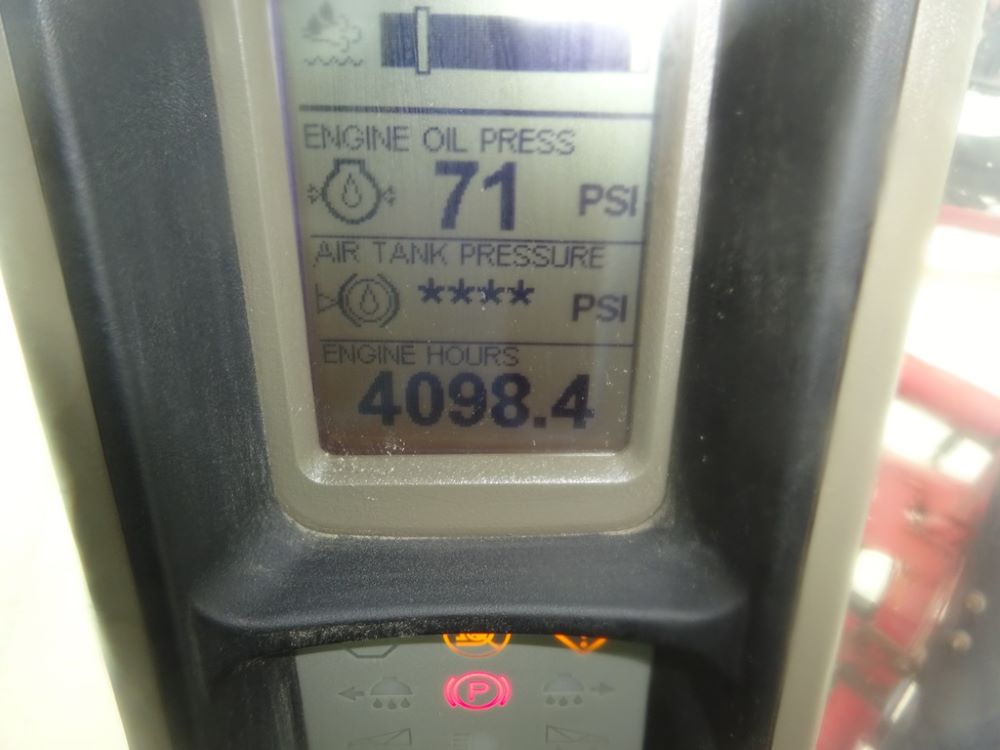 ENGINE OIL PRESS
71 PSI
AIR TANK PRESSURE
**** PSI
ENGINE HOURS
4098.4
P